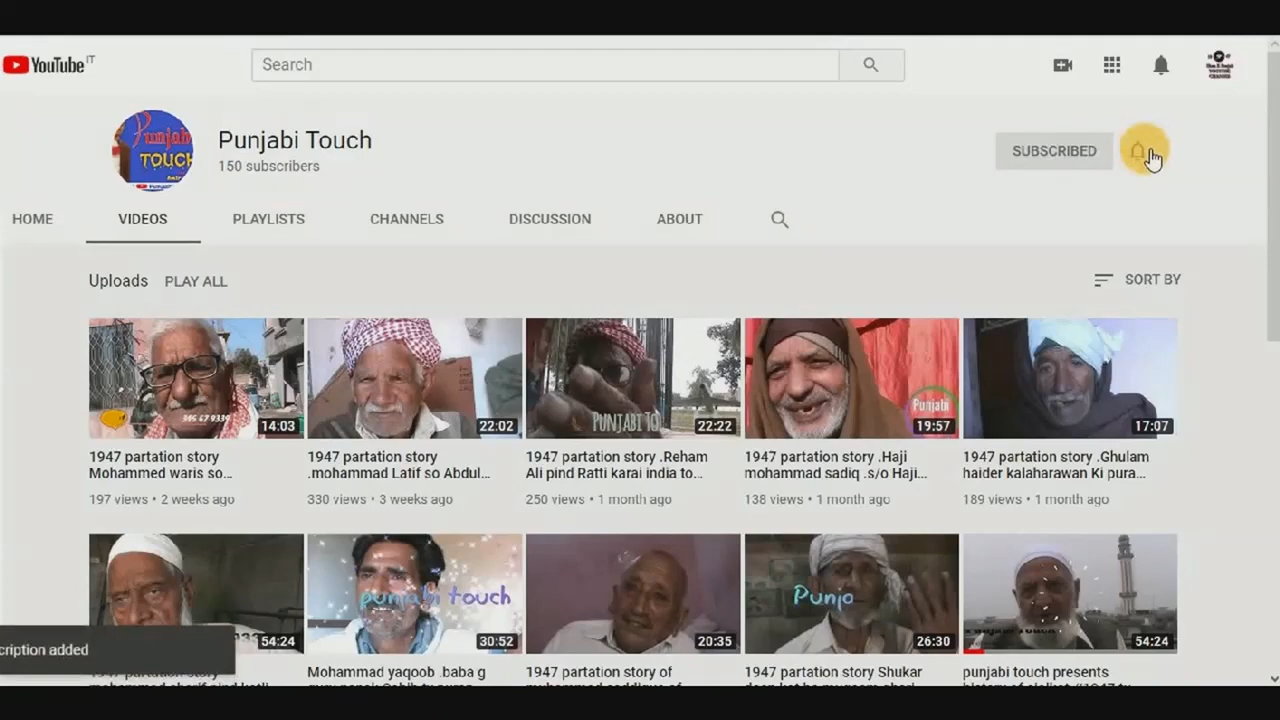 YouTube IT
Search
Punjabi Touch
150 subscribers
SUBSCRIBED
HOME
VIDEOS
PLAYLISTS
CHANNELS
DISCUSSION
ABOUT
Uploads
PLAY ALL
SORT BY
14:03
22:02
PUNJABI TO
22:22
Punjabi
19:57
17:07
1947 partation story
Mohammed waris so...
197 views • 2 weeks ago
1947 partation story
.mohammad Latif so Abdul...
330 views • 3 weeks ago
1947 partation story .Reham
Ali pind Ratti karai india to...
250 views • 1 month ago
1947 partation story .Haji
mohammad sadiq .s/o Haji...
138 views • 1 month ago
1947 partation story .Ghulam
haider kalaharawan Ki pura...
189 views • 1 month ago
54:24
punjabi touch
30:52
20:35
Punjo
26:30
54:24
cription added
Mohammad yaqoob .baba g
1947 partation story of
1947 partation story Shukar
punjabi touch presents